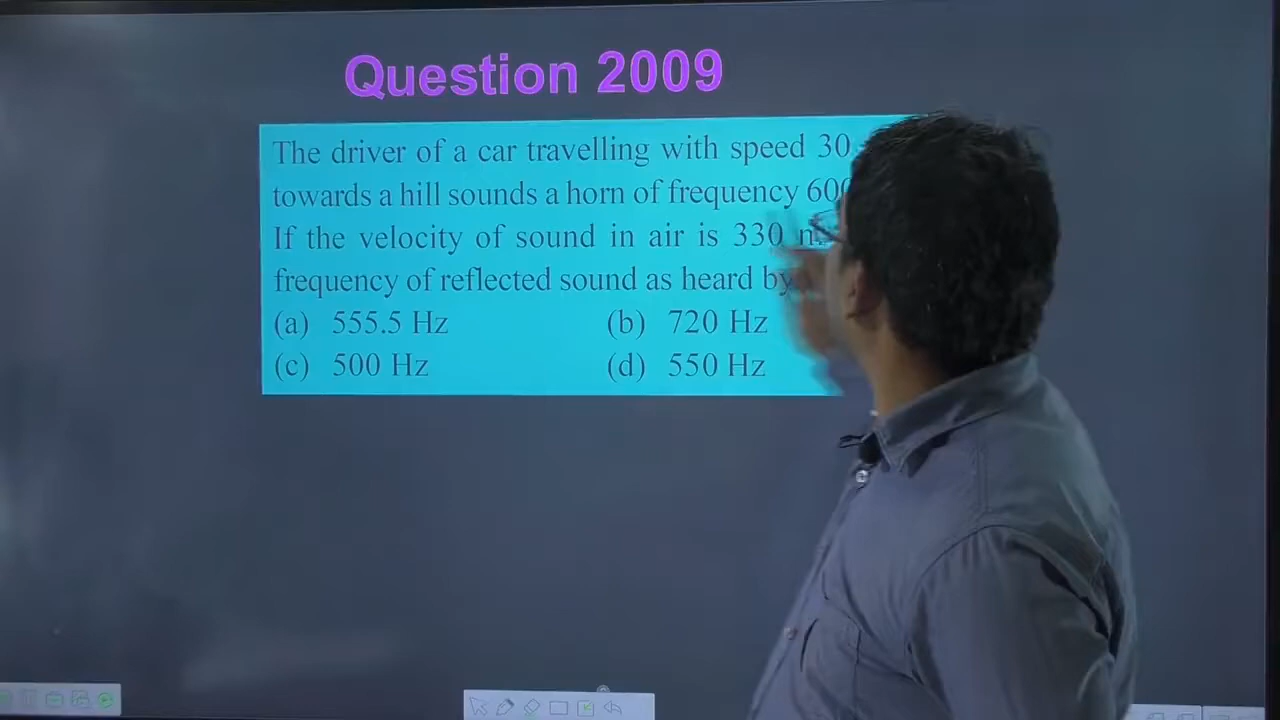 Question 2009
The driver of a car travelling with speed 30
towards a hill sounds a horn of frequency
If the velocity of sound in air is 330
frequency of reflected sound as heard by
(a) 555.5 Hz (b) 720 Hz
(c) 500 Hz (d) 550 Hz